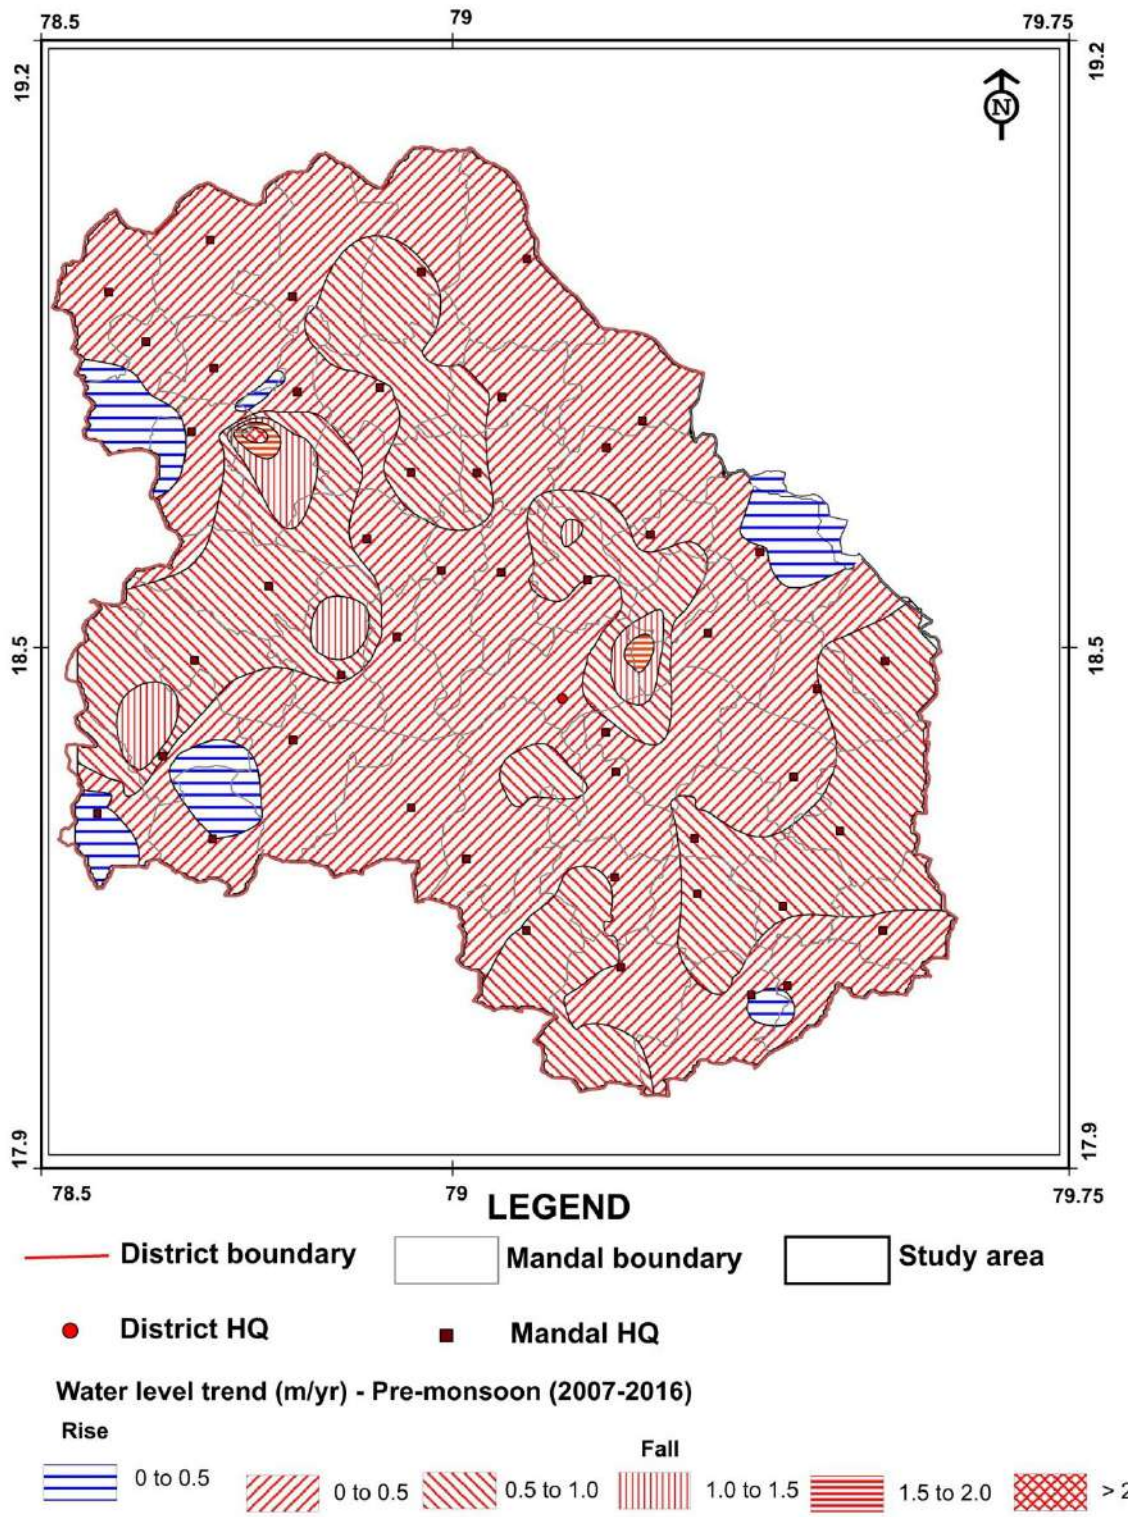 78.5 79 79.75
19.2 19.2
N
18.5 18.5
17.9 17.9
78.5 79 79.75
LEGEND
District boundary Mandal boundary Study area
District HQ Mandal HQ
Water level trend (m/yr) - Pre-monsoon (2007-2016)
Rise
Fall
0 to 0.5 0 to 0.5 0.5 to 1.0 1.0 to 1.5 1.5 to 2.0 > 2